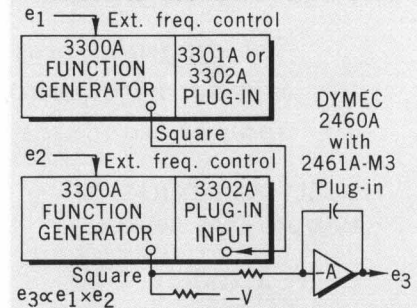 e1 Ext. freq. control
3300A
FUNCTION
GENERATOR
3301A or
3302A
PLUG-IN
Square
DYMEC
2460A
with
2461A-M3
Plug-in
e2 Ext. freq. control
3300A
FUNCTION
GENERATOR
3302A
PLUG-IN
INPUT
Square
-A
e3
-V
e3∝e1×e2